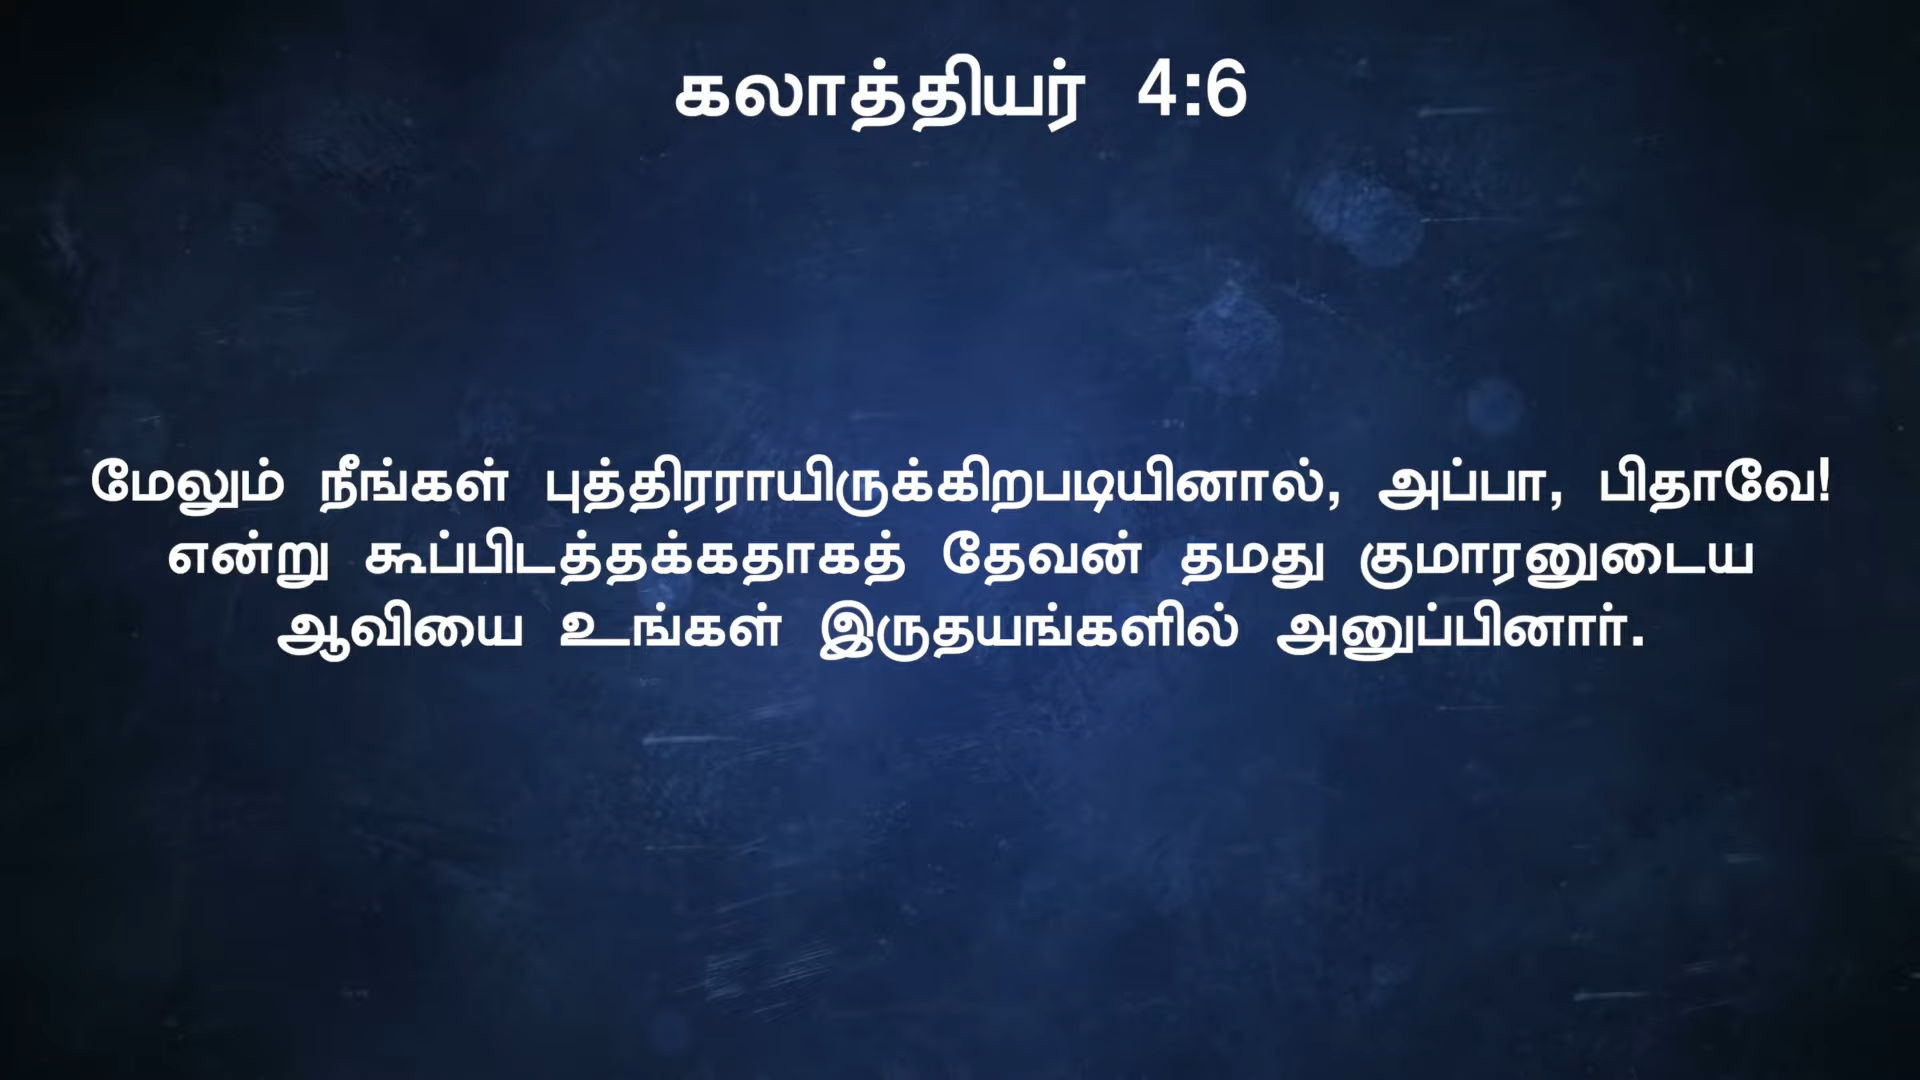 கலாத்தியர் 4:6
மேலும் நீங்கள் புத்திரராயிருக்கிறபடியினால், அப்பா, பிதாவே!
என்று கூப்பிடத்தக்கதாகத் தேவன் தமது குமாரனுடைய
ஆவியை உங்கள் இருதயங்களில் அனுப்பினார்.